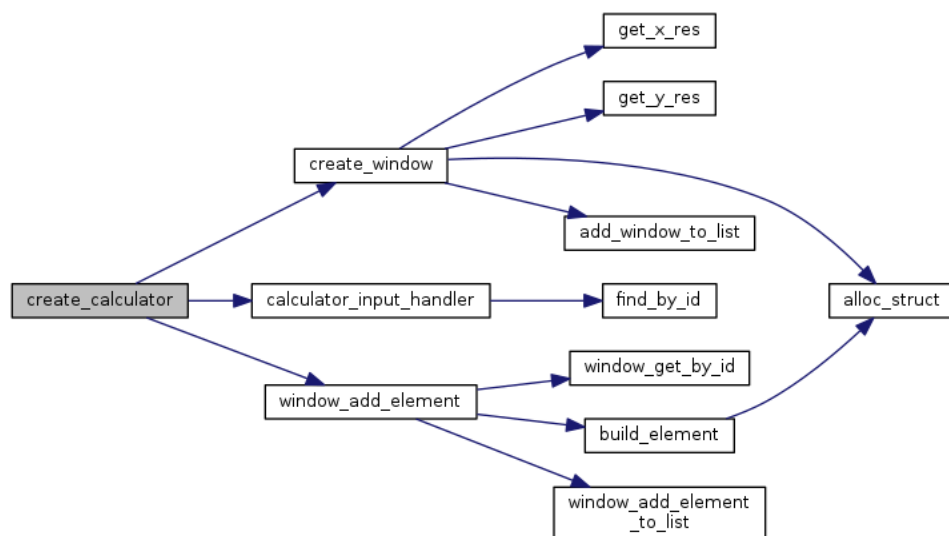 get_x_res
get_y_res
create_window
add_window_to_list
create_calculator
calculator_input_handler
find_by_id
alloc_struct
window_get_by_id
window_add_element
build_element
window_add_element
_to_list